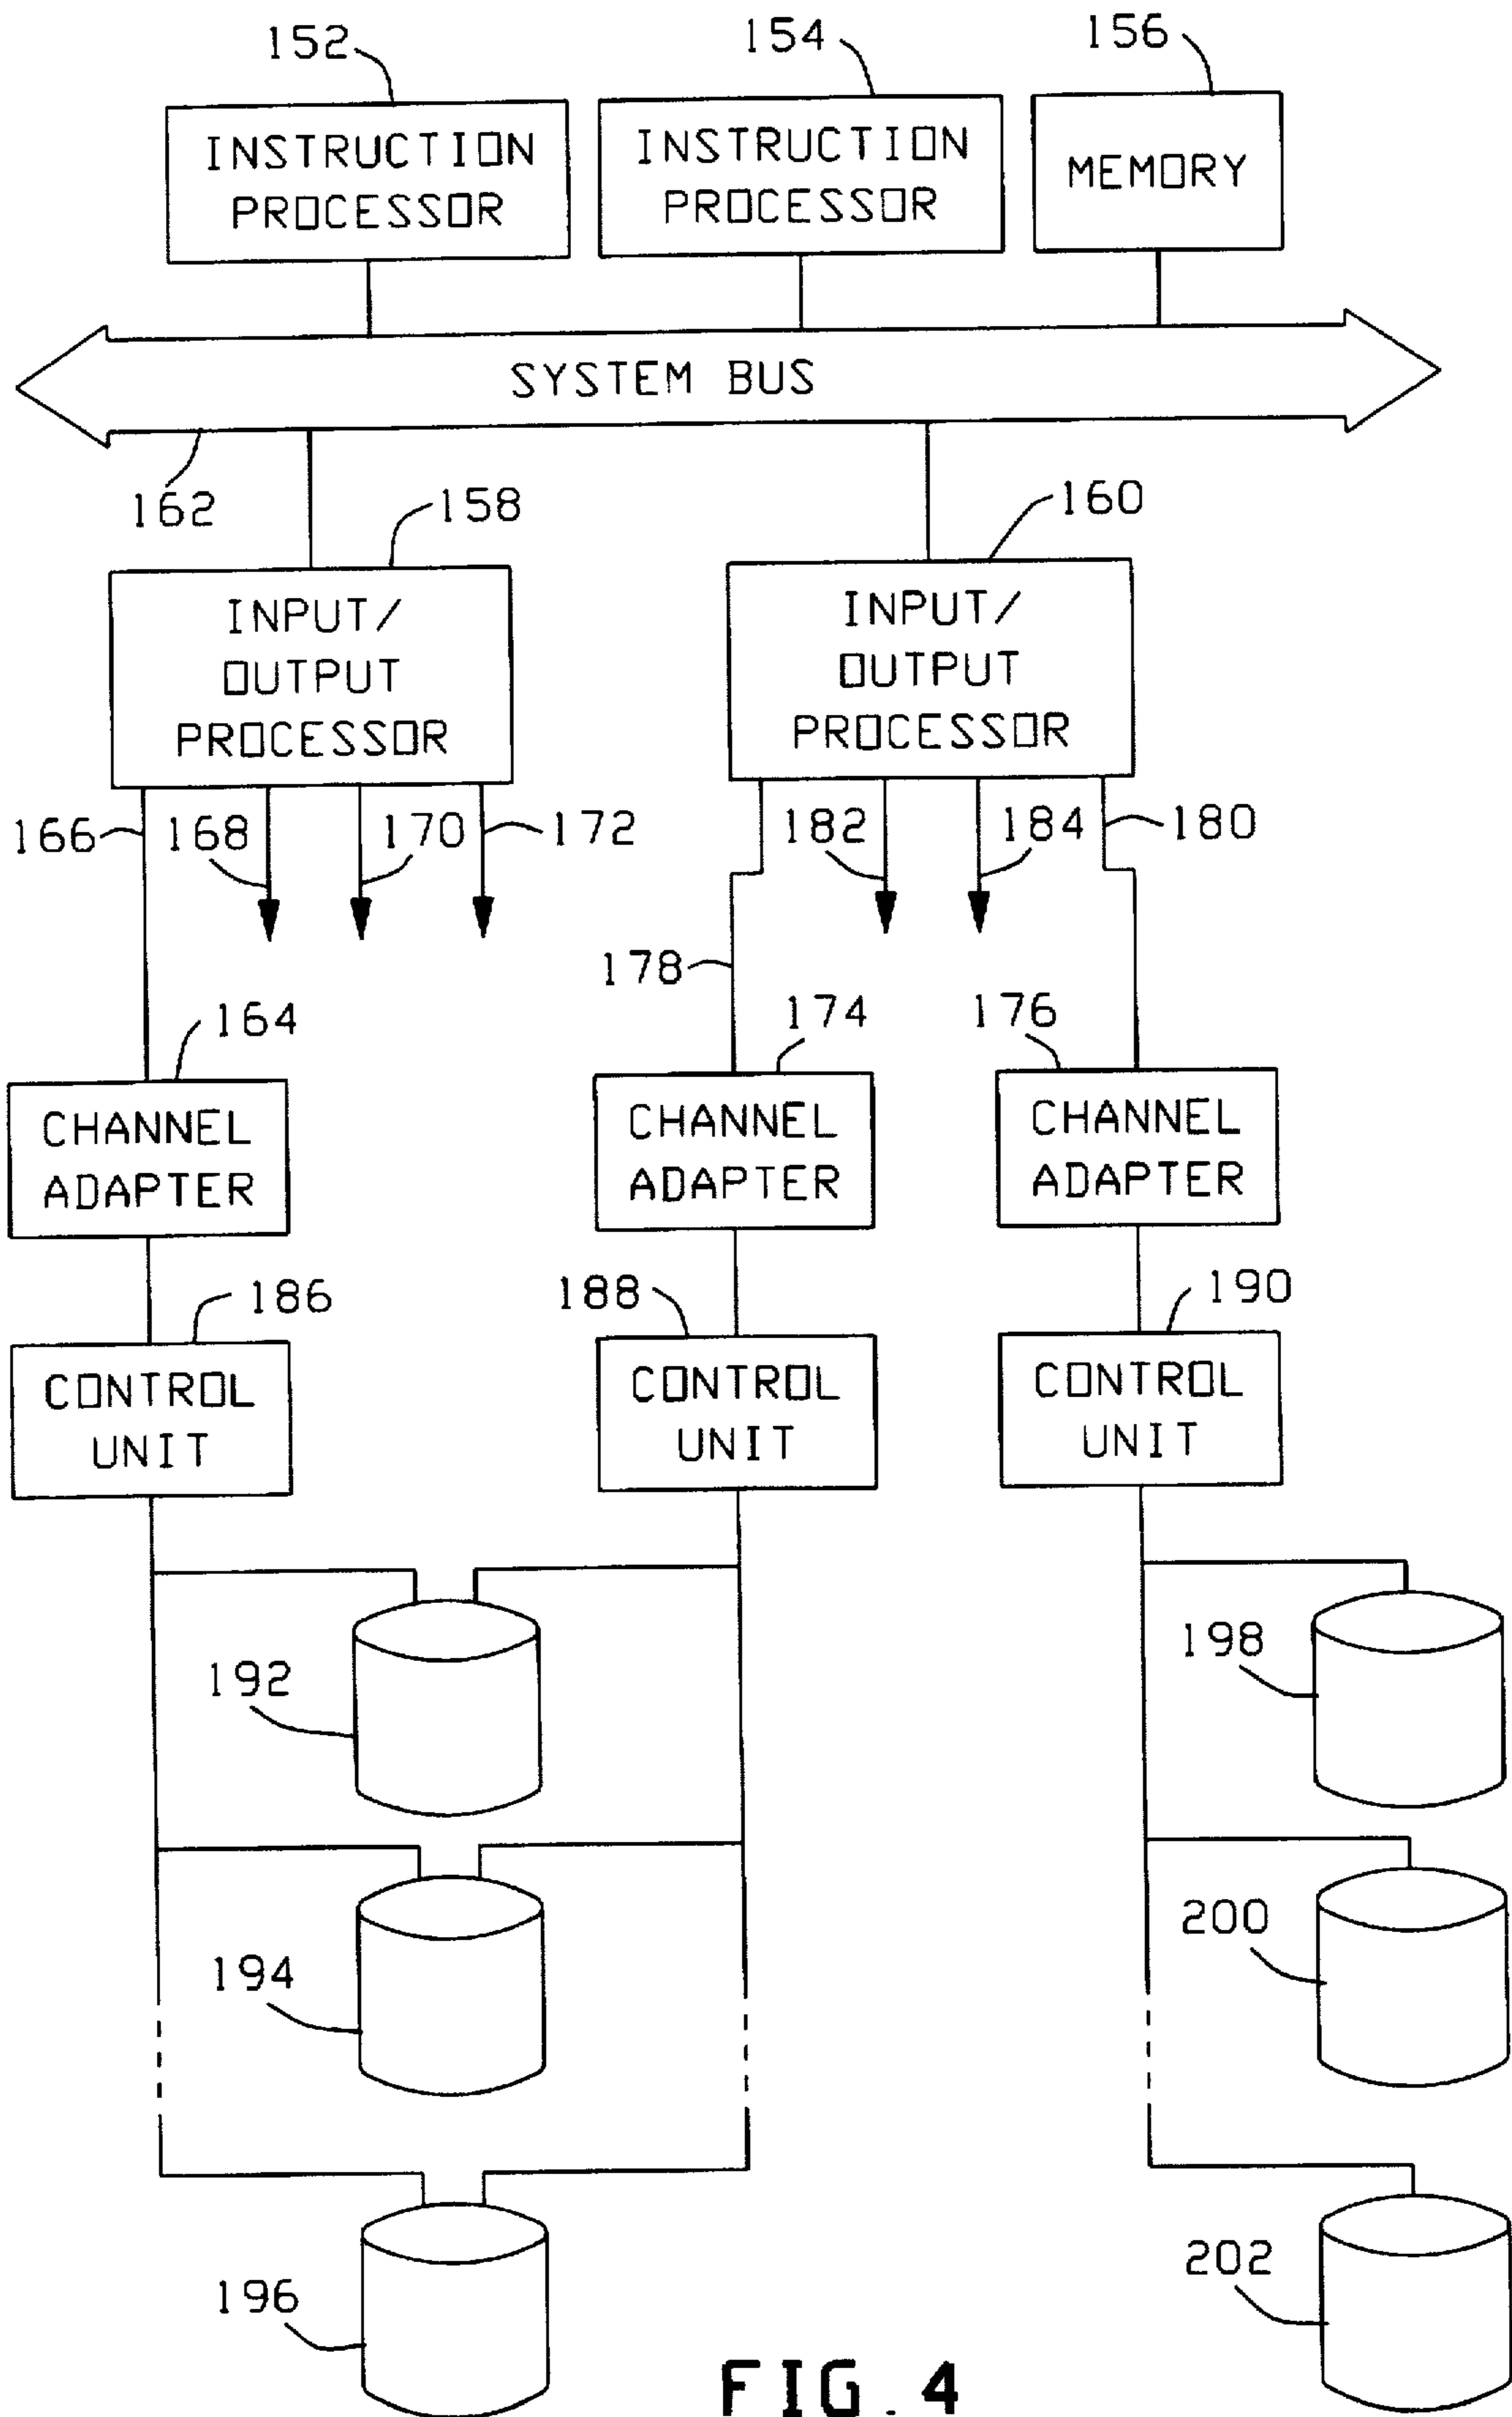 152
154
156
INSTRUCTION
PROCESSOR
INSTRUCTION
PROCESSOR
MEMORY
SYSTEM BUS
162
158
160
INPUT/
OUTPUT
PROCESSOR
INPUT/
OUTPUT
PROCESSOR
166
168
170
172
182
184
180
178
164
174
176
CHANNEL
ADAPTER
CHANNEL
ADAPTER
CHANNEL
ADAPTER
186
188
190
CONTROL
UNIT
CONTROL
UNIT
CONTROL
UNIT
192
198
194
200
196
202
FIG. 4